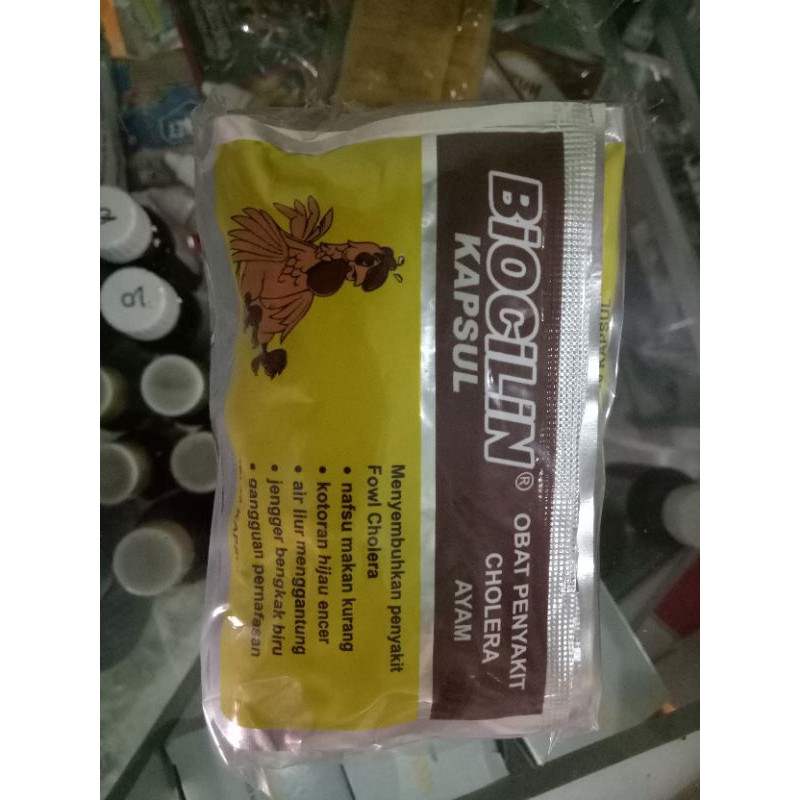 BiOCiLiN®
KAPSUL
OBAT PENYAKIT
CHOLERA
AYAM
Menyembuhkan penyakit
Fowl Cholera
• nafsu makan kurang
• kotoran hijau encer
• air liur menggantung
• jengger bengkak biru
• gangguan pernafasan
KAPSUL